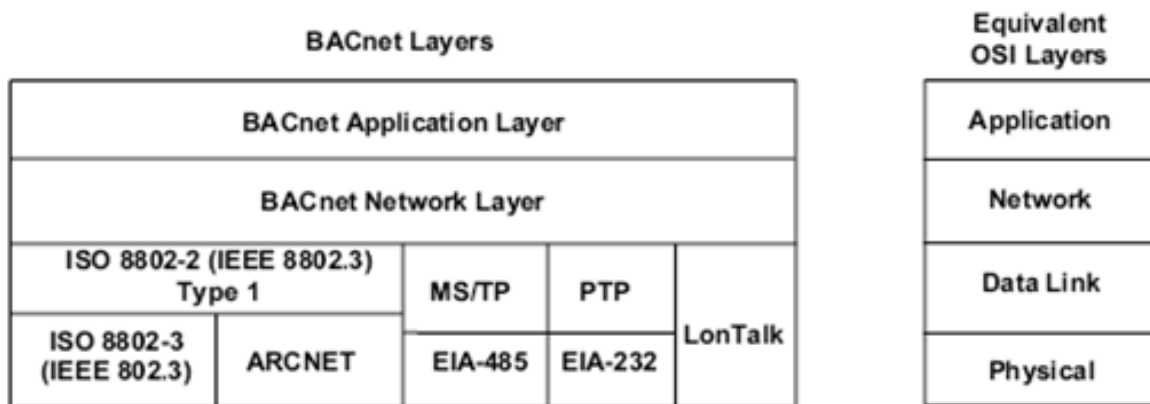 BACnet Layers
Equivalent
OSI Layers
BACnet Application Layer
Application
BACnet Network Layer
Network
ISO 8802-2 (IEEE 8802.3)
Type 1
MS/TP
PTP
LonTalk
Data Link
ISO 8802-3
(IEEE 802.3)
ARCNET
EIA-485
EIA-232
Physical